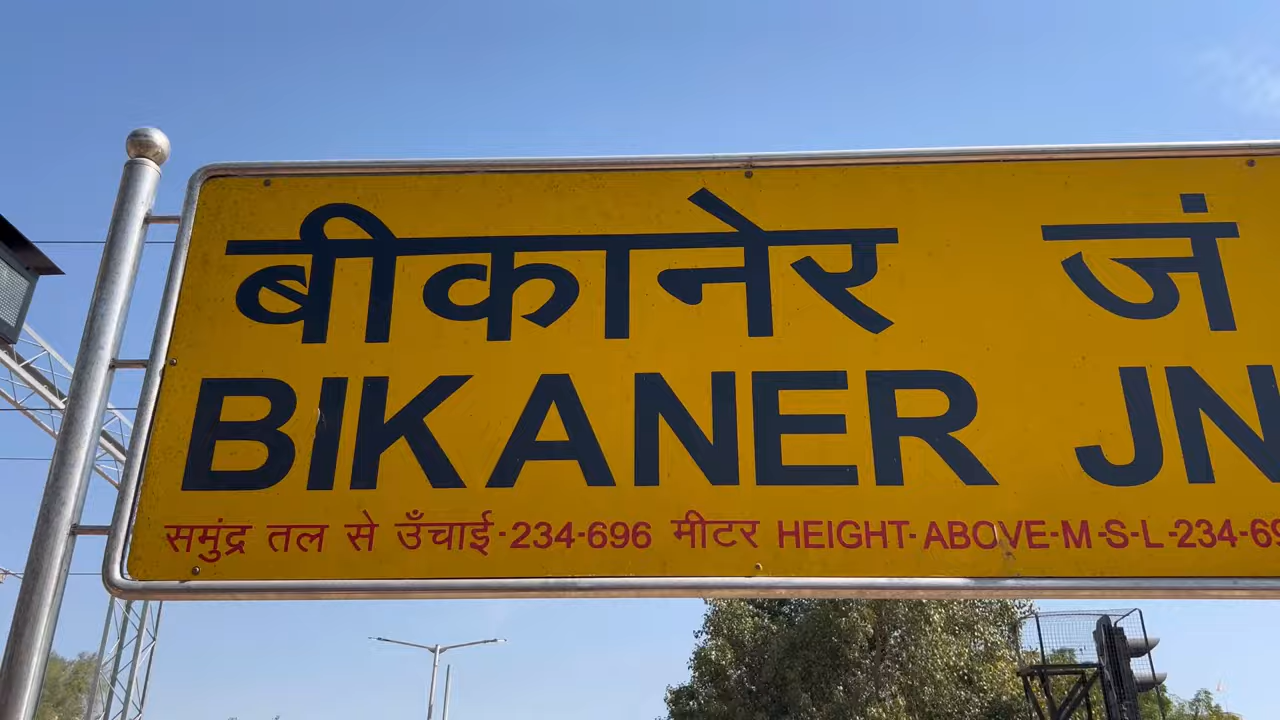 बीकानेर जं
BIKANER JN
समुंद्र तल से उँचाई-234-696 मीटर HEIGHT-ABOVE-M-S-L-234-69